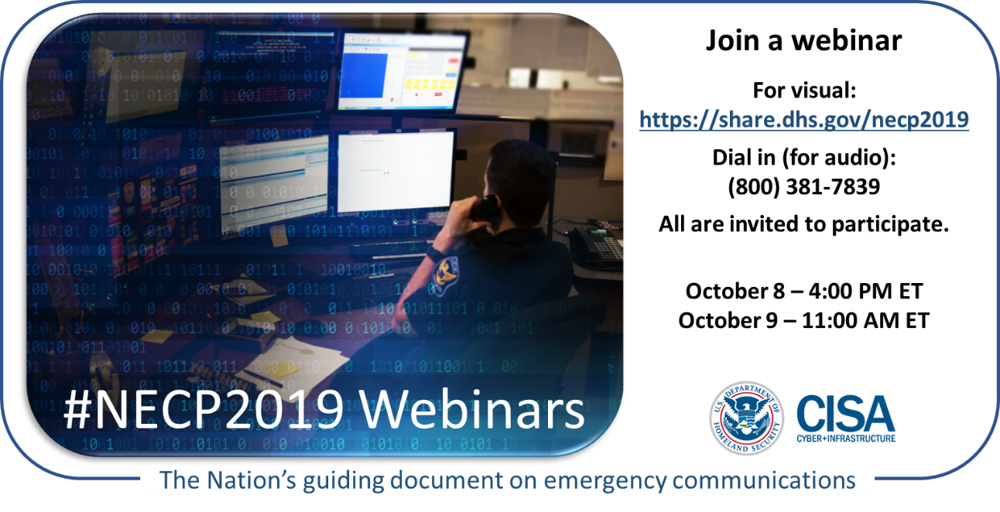 Join a webinar
For visual:
https://share.dhs.gov/necp2019
Dial in (for audio):
(800) 381-7839
All are invited to participate.
October 8 – 4:00 PM ET
October 9 – 11:00 AM ET
#NECP2019 Webinars
U.S. DEPARTMENT OF HOMELAND SECURITY
CISA
CYBER+INFRASTRUCTURE
The Nation's guiding document on emergency communications